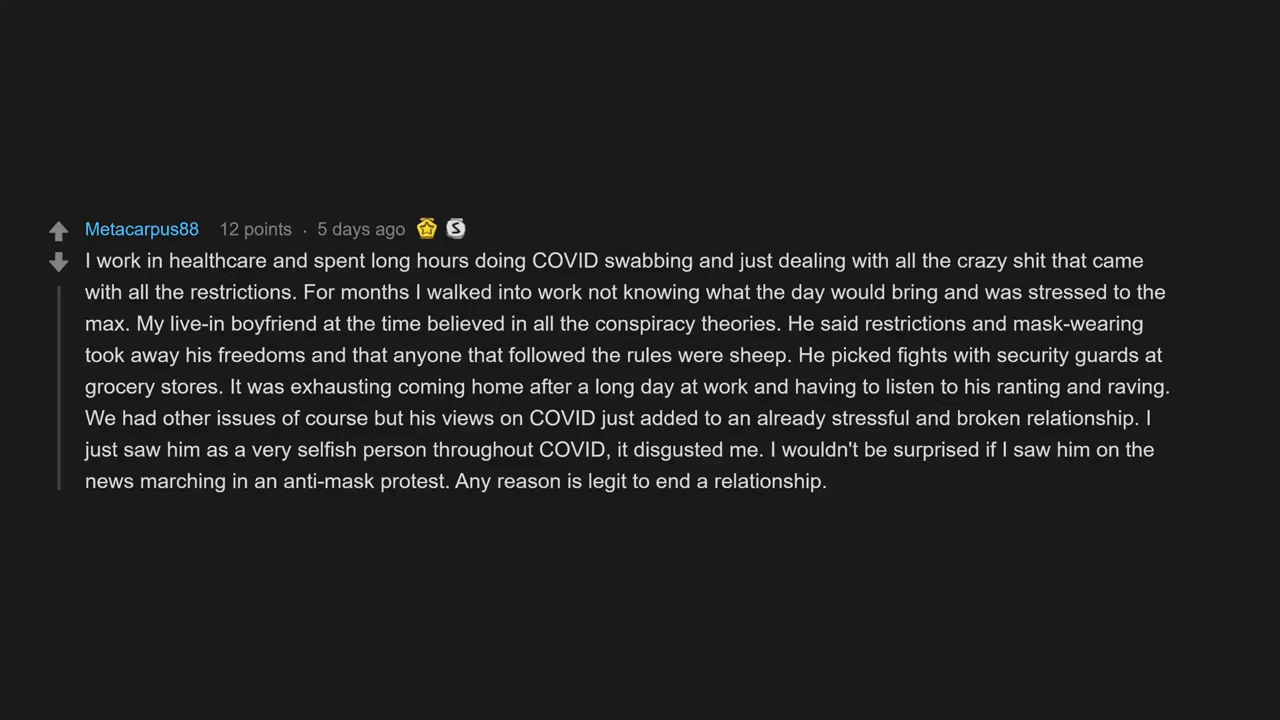 Metacarpus88 12 points · 5 days ago
I work in healthcare and spent long hours doing COVID swabbing and just dealing with all the crazy shit that came
with all the restrictions. For months I walked into work not knowing what the day would bring and was stressed to the
max. My live-in boyfriend at the time believed in all the conspiracy theories. He said restrictions and mask-wearing
took away his freedoms and that anyone that followed the rules were sheep. He picked fights with security guards at
grocery stores. It was exhausting coming home after a long day at work and having to listen to his ranting and raving.
We had other issues of course but his views on COVID just added to an already stressful and broken relationship. I
just saw him as a very selfish person throughout COVID, it disgusted me. I wouldn't be surprised if I saw him on the
news marching in an anti-mask protest. Any reason is legit to end a relationship.